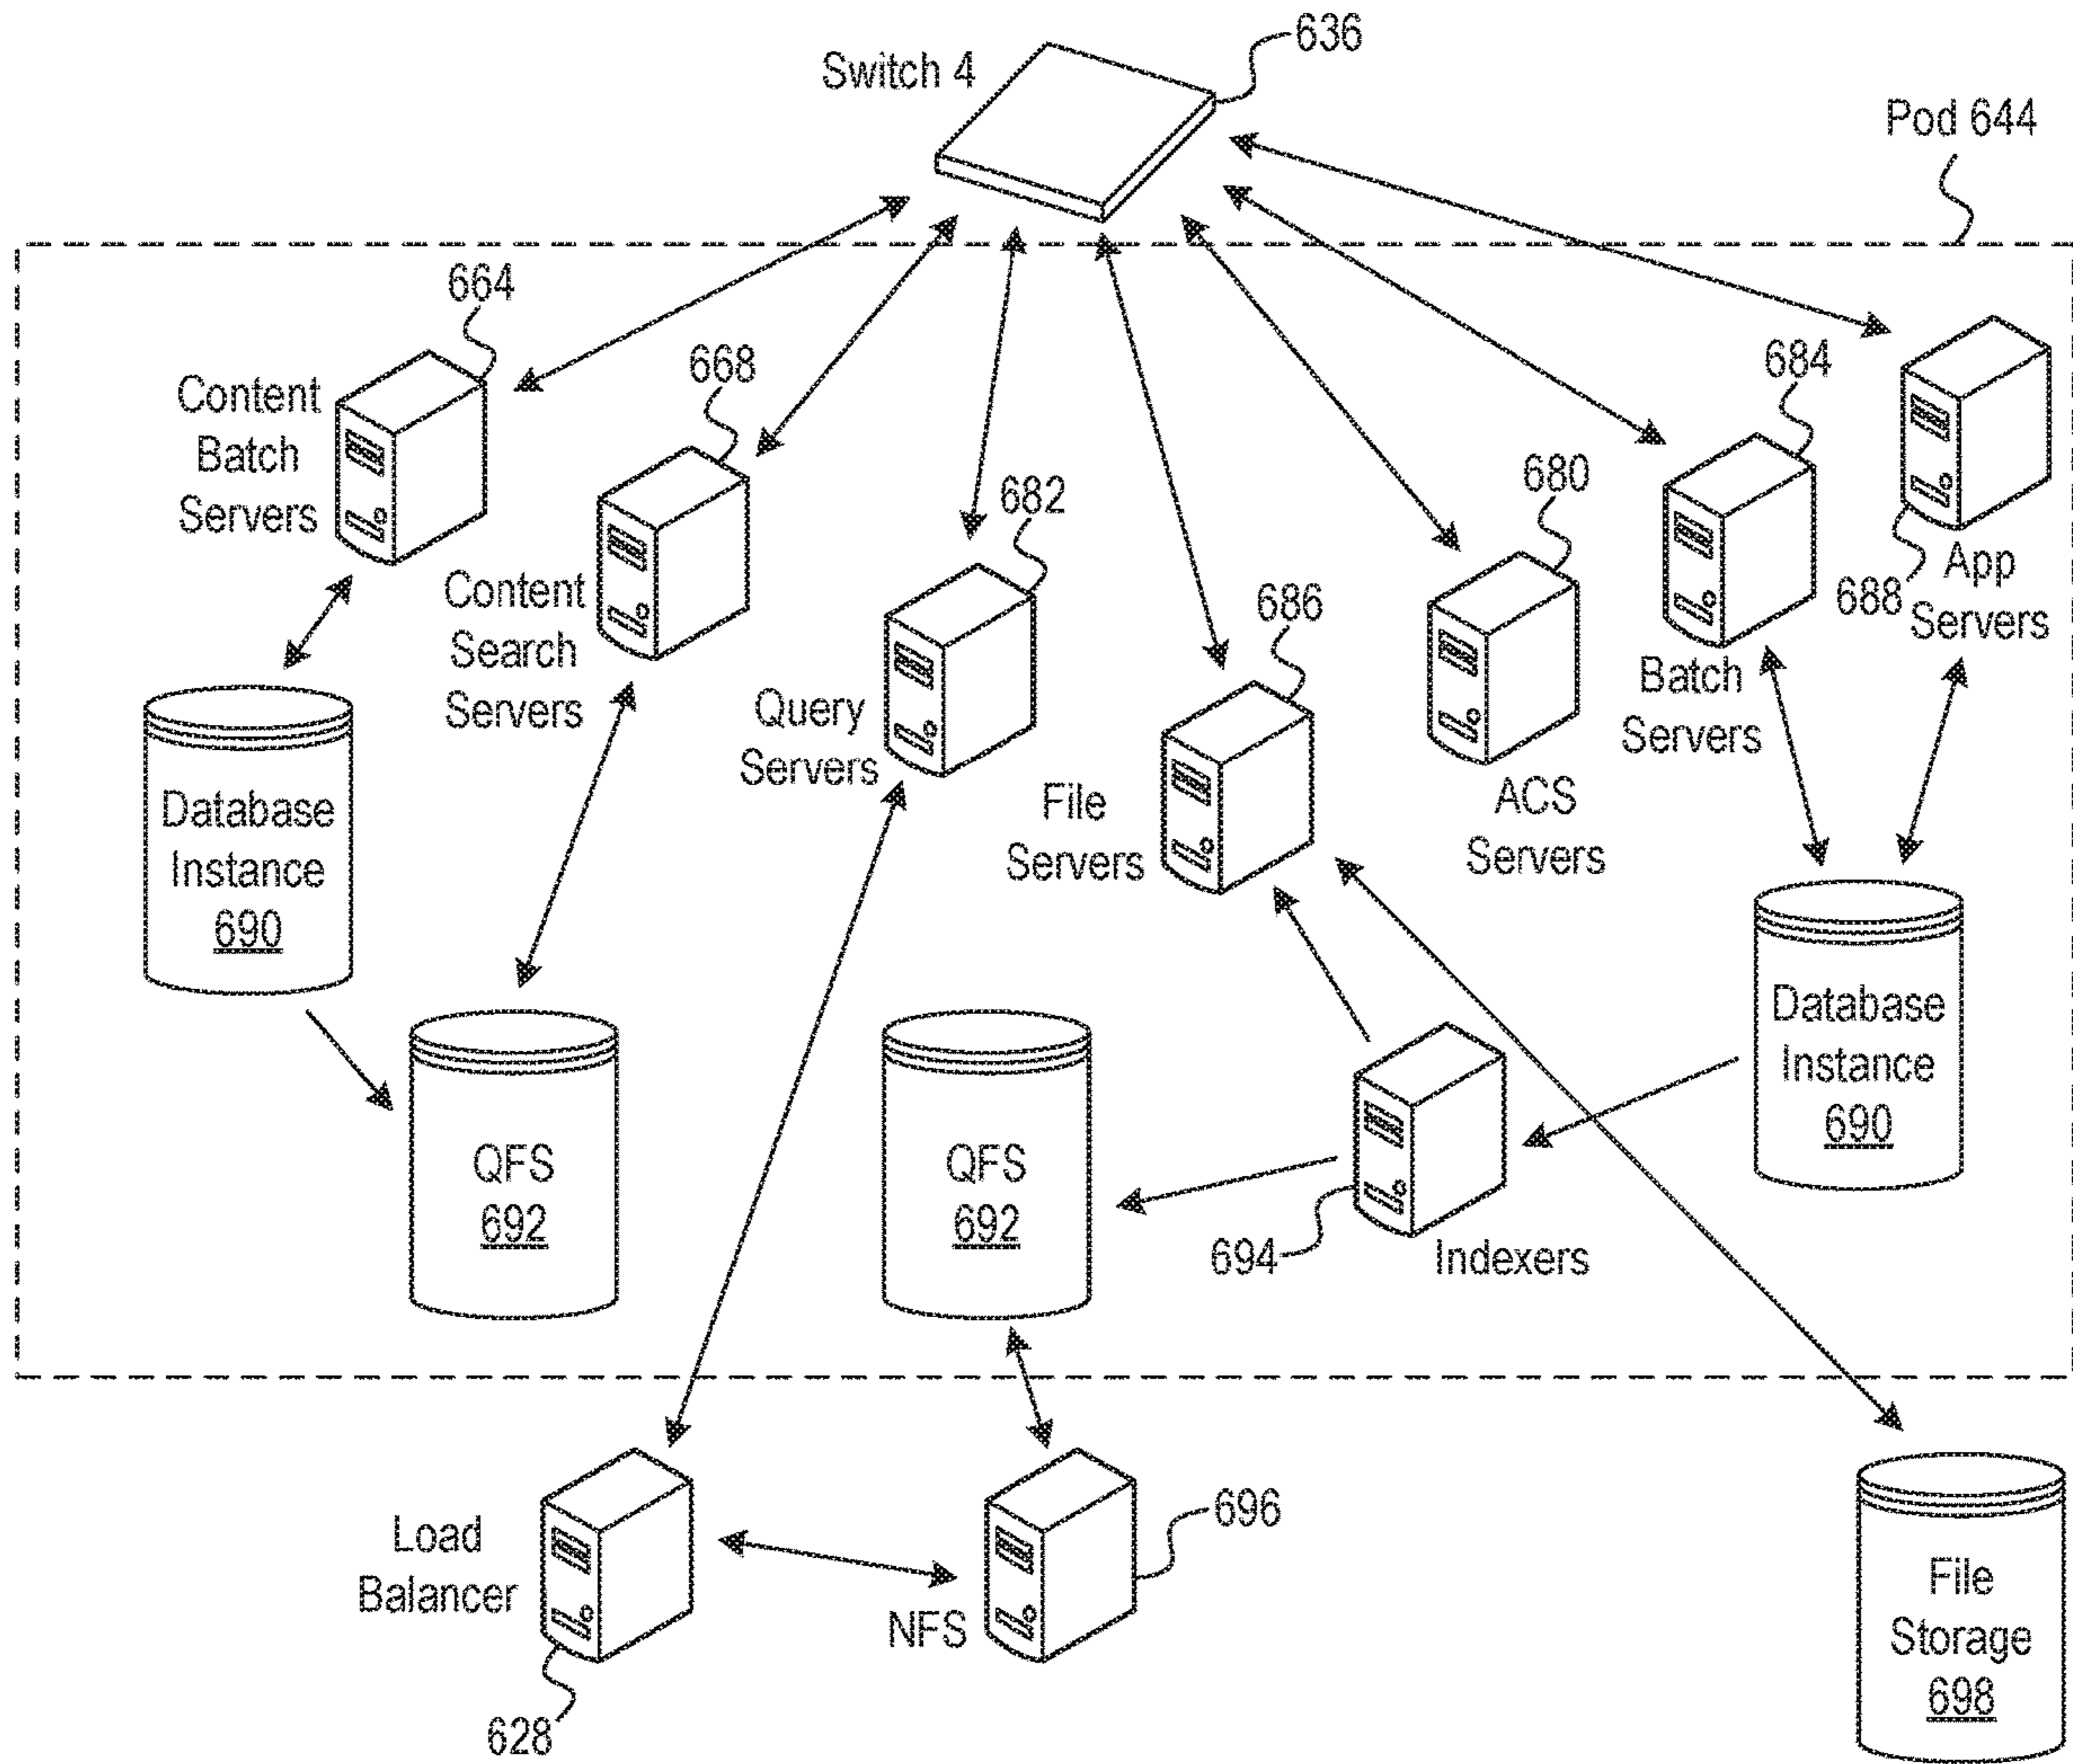 636
Switch 4
Pod 644
664
668
684
Content
Batch
Servers
680
682
App
Servers
688
686
Content
Search
Servers
Batch
Servers
Query
Servers
File
Servers
ACS
Servers
Database
Instance
690
Database
Instance
690
QFS
692
QFS
692
694
Indexers
696
Load
Balancer
NFS
File
Storage
698
628